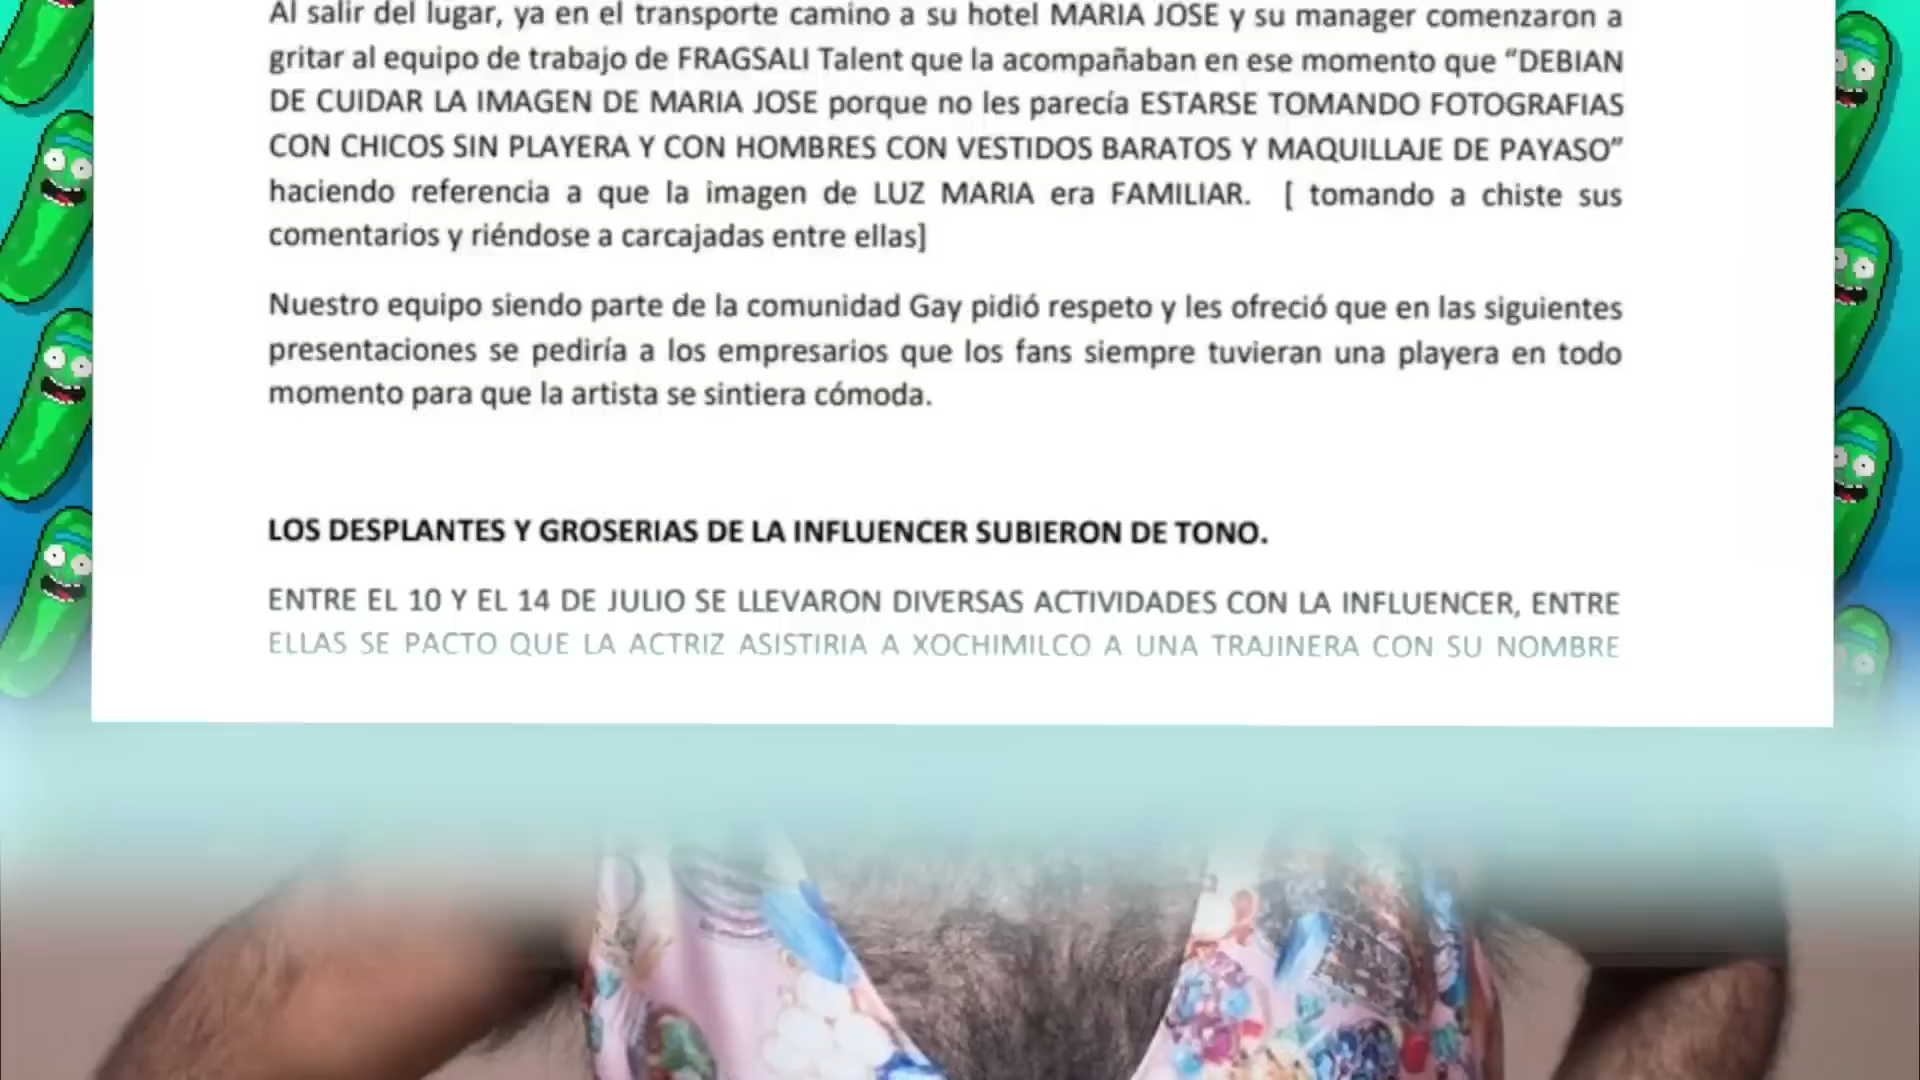 Al salir del lugar, ya en el transporte camino a su hotel MARIA JOSE y su manager comenzaron a
gritar al equipo de trabajo de FRAGSALI Talent que la acompañaban en ese momento que “DEBIAN
DE CUIDAR LA IMAGEN DE MARIA JOSE porque no les parecía ESTARSE TOMANDO FOTOGRAFIAS
CON CHICOS SIN PLAYERA Y CON HOMBRES CON VESTIDOS BARATOS Y MAQUILLAJE DE PAYASO”
haciendo referencia a que la imagen de LUZ MARIA era FAMILIAR. [ tomando a chiste sus
comentarios y riéndose a carcajadas entre ellas]
Nuestro equipo siendo parte de la comunidad Gay pidió respeto y les ofreció que en las siguientes
presentaciones se pediría a los empresarios que los fans siempre tuvieran una playera en todo
momento para que la artista se sintiera cómoda.
LOS DESPLANTES Y GROSERIAS DE LA INFLUENCER SUBIERON DE TONO.
ENTRE EL 10 Y EL 14 DE JULIO SE LLEVARON DIVERSAS ACTIVIDADES CON LA INFLUENCER, ENTRE
ELLAS SE PACTO QUE LA ACTRIZ ASISTIRIA A XOCHIMILCO A UNA TRAJINERA CON SU NOMBRE